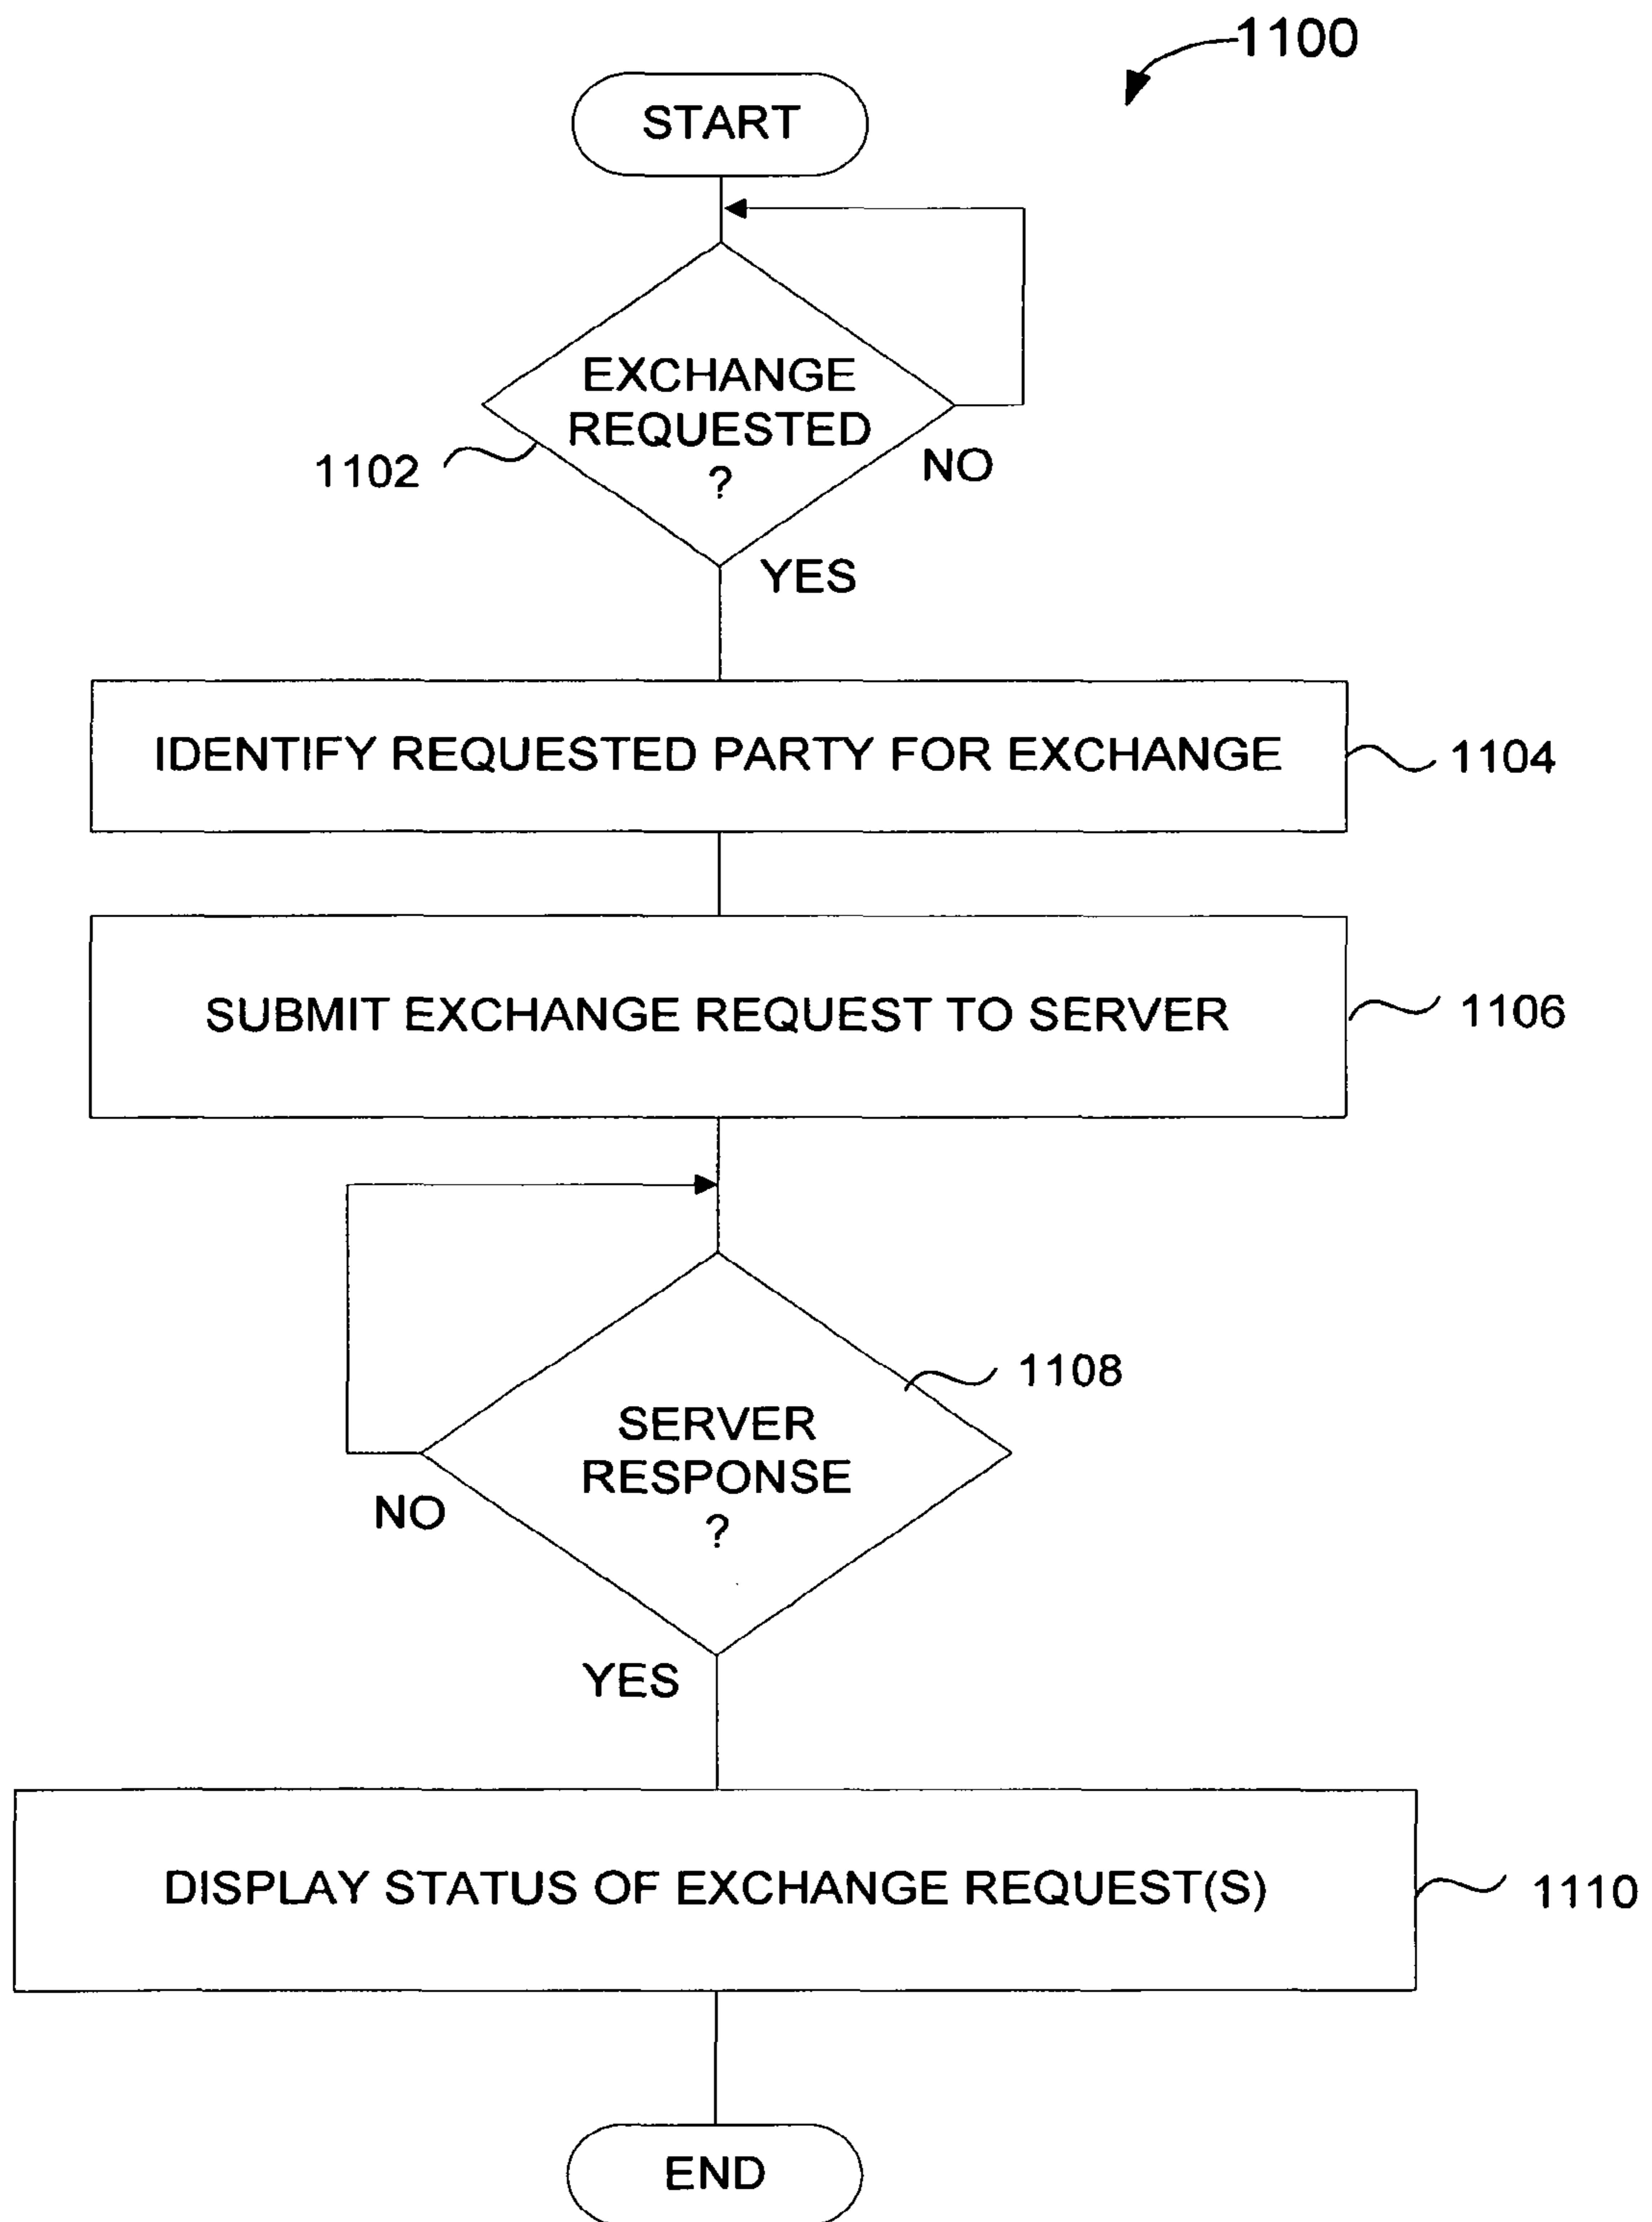 1100
START
EXCHANGE
REQUESTED
?
1102
NO
YES
IDENTIFY REQUESTED PARTY FOR EXCHANGE
1104
SUBMIT EXCHANGE REQUEST TO SERVER
1106
1108
SERVER
RESPONSE
?
NO
YES
DISPLAY STATUS OF EXCHANGE REQUEST(S)
1110
END